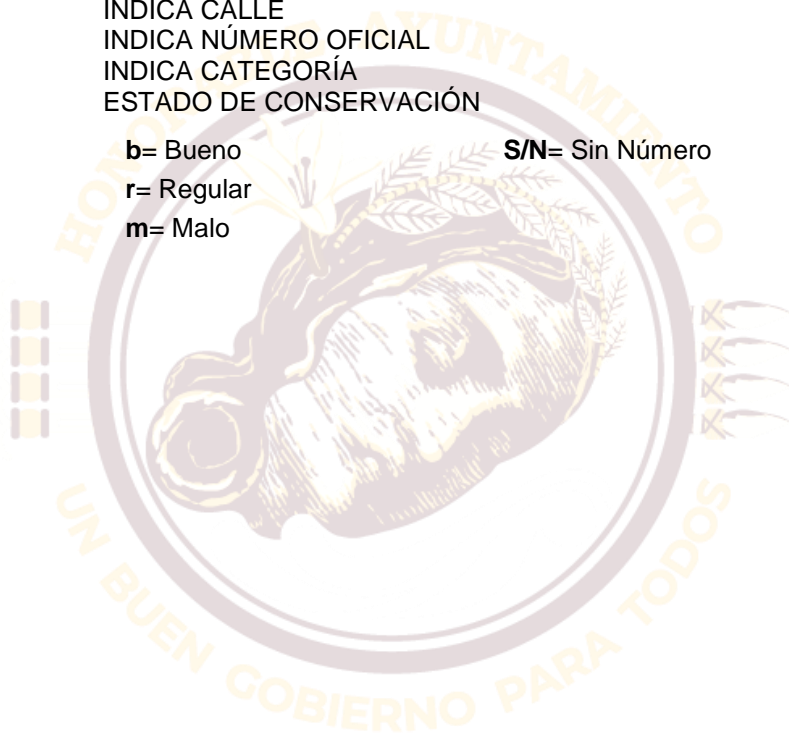 INDICA CALLE
INDICA NÚMERO OFICIAL
INDICA CATEGORÍA
ESTADO DE CONSERVACIÓN
b= Bueno S/N= Sin Número
r= Regular
m= Malo
HONORABLE AYUNTAMIENTO
UN BUEN GOBIERNO PARA TODOS